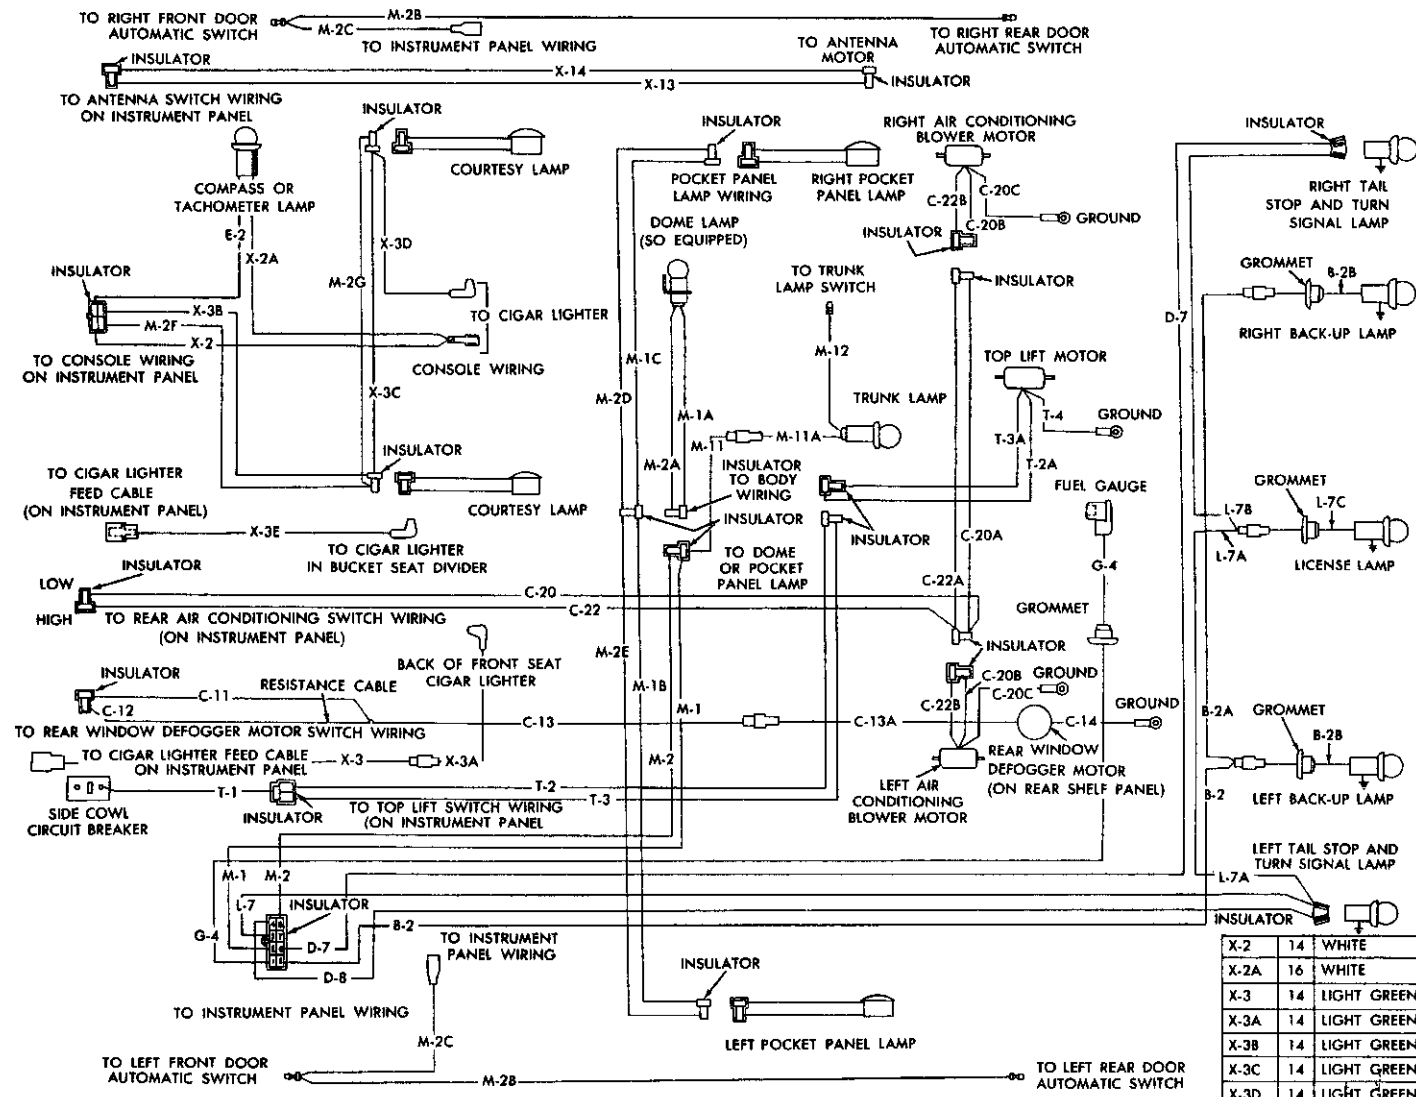 TO RIGHT FRONT DOOR
AUTOMATIC SWITCH
M-2B
M-2C
TO INSTRUMENT PANEL WIRING
TO RIGHT REAR DOOR
AUTOMATIC SWITCH
INSULATOR
TO ANTENNA
MOTOR
X-14
X-13
INSULATOR
TO ANTENNA SWITCH WIRING
ON INSTRUMENT PANEL
INSULATOR
COURTESY LAMP
COMPASS OR
TACHOMETER LAMP
E-2
X-2A
X-3D
M-2G
INSULATOR
X-3B
M-2F
X-2
TO CIGAR LIGHTER
CONSOLE WIRING
TO CONSOLE WIRING
ON INSTRUMENT PANEL
X-3C
INSULATOR
COURTESY LAMP
TO CIGAR LIGHTER
FEED CABLE
(ON INSTRUMENT PANEL)
X-3E
TO CIGAR LIGHTER
IN BUCKET SEAT DIVIDER
INSULATOR
POCKET PANEL
LAMP WIRING
RIGHT POCKET
PANEL LAMP
DOME LAMP
(SO EQUIPPED)
RIGHT AIR CONDITIONING
BLOWER MOTOR
C-20C
C-22B
C-20B
GROUND
INSULATOR
INSULATOR
TO TRUNK
LAMP SWITCH
M-12
M-1C
M-2D
M-1A
M-11
M-11A
TRUNK LAMP
M-2A
INSULATOR
TO BODY
WIRING
INSULATOR
TO DOME
OR POCKET
PANEL LAMP
TOP LIFT MOTOR
T-4
GROUND
T-3A
T-2A
INSULATOR
FUEL GAUGE
C-20A
G-4
C-22A
GROMMET
INSULATOR
INSULATOR
RIGHT TAIL
STOP AND TURN
SIGNAL LAMP
GROMMET
B-2B
RIGHT BACK-UP LAMP
D-7
GROMMET
L-7C
L-7B
L-7A
LICENSE LAMP
LOW
HIGH
INSULATOR
C-20
C-22
TO REAR AIR CONDITIONING SWITCH WIRING
(ON INSTRUMENT PANEL)
BACK OF FRONT SEAT
CIGAR LIGHTER
M-2E
M-1B
M-1
M-2
INSULATOR
C-11
RESISTANCE CABLE
C-12
C-13
C-13A
C-14
GROUND
TO REAR WINDOW DEFOGGER MOTOR SWITCH WIRING
C-20B
C-20C
C-22B
GROUND
REAR WINDOW
DEFOGGER MOTOR
(ON REAR SHELF PANEL)
LEFT AIR
CONDITIONING
BLOWER MOTOR
TO CIGAR LIGHTER FEED CABLE
ON INSTRUMENT PANEL
X-3
X-3A
SIDE COWL
CIRCUIT BREAKER
T-1
INSULATOR
T-2
T-3
TO TOP LIFT SWITCH WIRING
(ON INSTRUMENT PANEL
B-2A
GROMMET
B-2B
B-2
LEFT BACK-UP LAMP
LEFT TAIL STOP AND
TURN SIGNAL LAMP
L-7A
INSULATOR
M-1
M-2
L-7
INSULATOR
G-4
D-7
B-2
D-8
TO INSTRUMENT
PANEL WIRING
TO INSTRUMENT PANEL WIRING
M-2C
INSULATOR
LEFT POCKET PANEL LAMP
TO LEFT FRONT DOOR
AUTOMATIC SWITCH
M-2B
TO LEFT REAR DOOR
AUTOMATIC SWITCH
X-2 14 WHITE
X-2A 16 WHITE
X-3 14 LIGHT GREEN
X-3A 14 LIGHT GREEN
X-3B 14 LIGHT GREEN
X-3C 14 LIGHT GREEN
X-3D 14 LIGHT GREEN